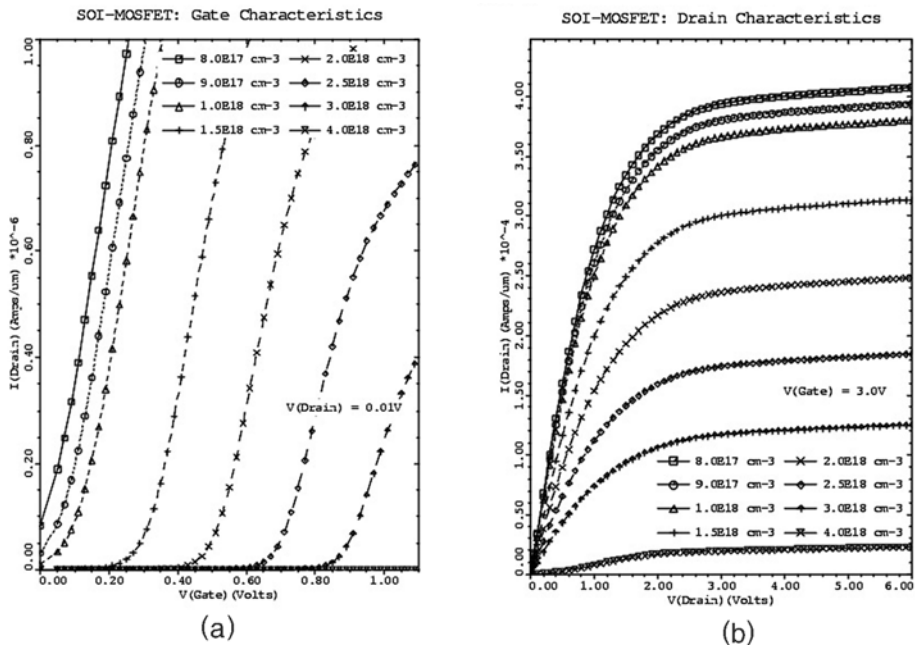 SOI-MOSFET: Gate Characteristics
1.00
0.80
0.60
0.40
0.20
0.00
I(Drain)(Amps/um) *10^-6
8.0E17 cm-3
9.0E17 cm-3
1.0E18 cm-3
1.5E18 cm-3
2.0E18 cm-3
2.5E18 cm-3
3.0E18 cm-3
4.0E18 cm-3
V(Drain) = 0.01V
0.00 0.20 0.40 0.60 0.80 1.00
V(Gate)(Volts)
(a)
SOI-MOSFET: Drain Characteristics
4.00
3.50
3.00
2.50
2.00
1.50
1.00
0.50
0.00
I(Drain)(Amps/um) *10^-4
V(Gate) = 3.0V
8.0E17 cm-3
9.0E17 cm-3
1.0E18 cm-3
1.5E18 cm-3
2.0E18 cm-3
2.5E18 cm-3
3.0E18 cm-3
4.0E18 cm-3
0.00 1.00 2.00 3.00 4.00 5.00 6.00
V(Drain)(Volts)
(b)